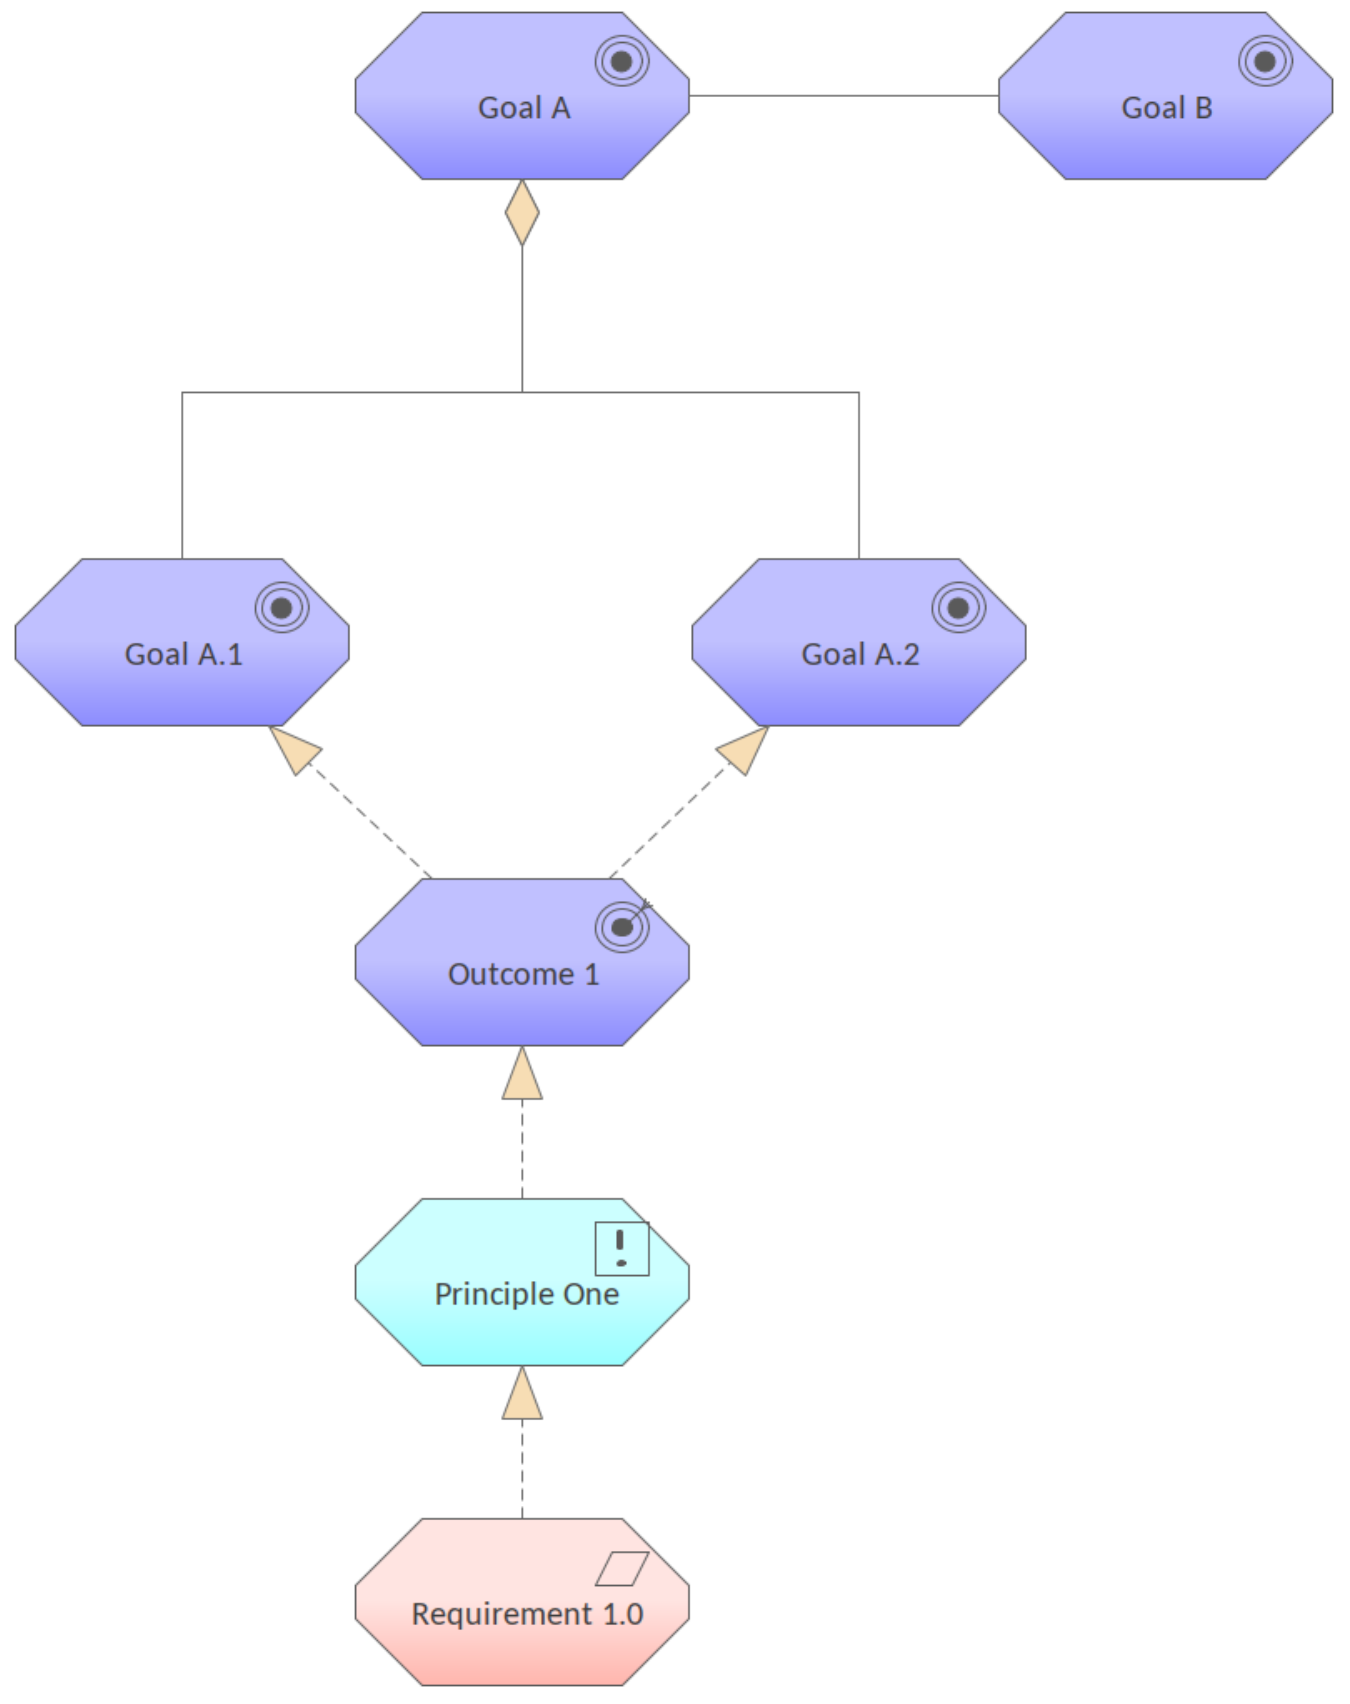 Goal A
Goal B
Goal A.1
Goal A.2
Outcome 1
Principle One
Requirement 1.0